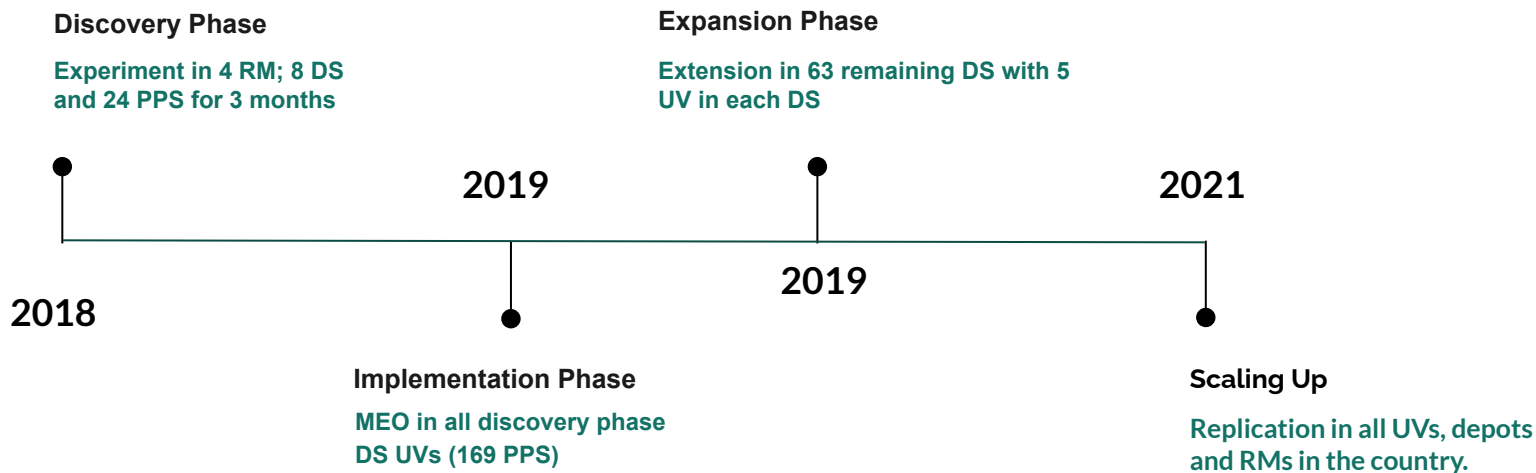 Discovery Phase
Experiment in 4 RM; 8 DS
and 24 PPS for 3 months
2018
2019
Implementation Phase
MEO in all discovery phase
DS UVs (169 PPS)
Expansion Phase
Extension in 63 remaining DS with 5
UV in each DS
2019
2021
Scaling Up
Replication in all UVs, depots
and RMs in the country.